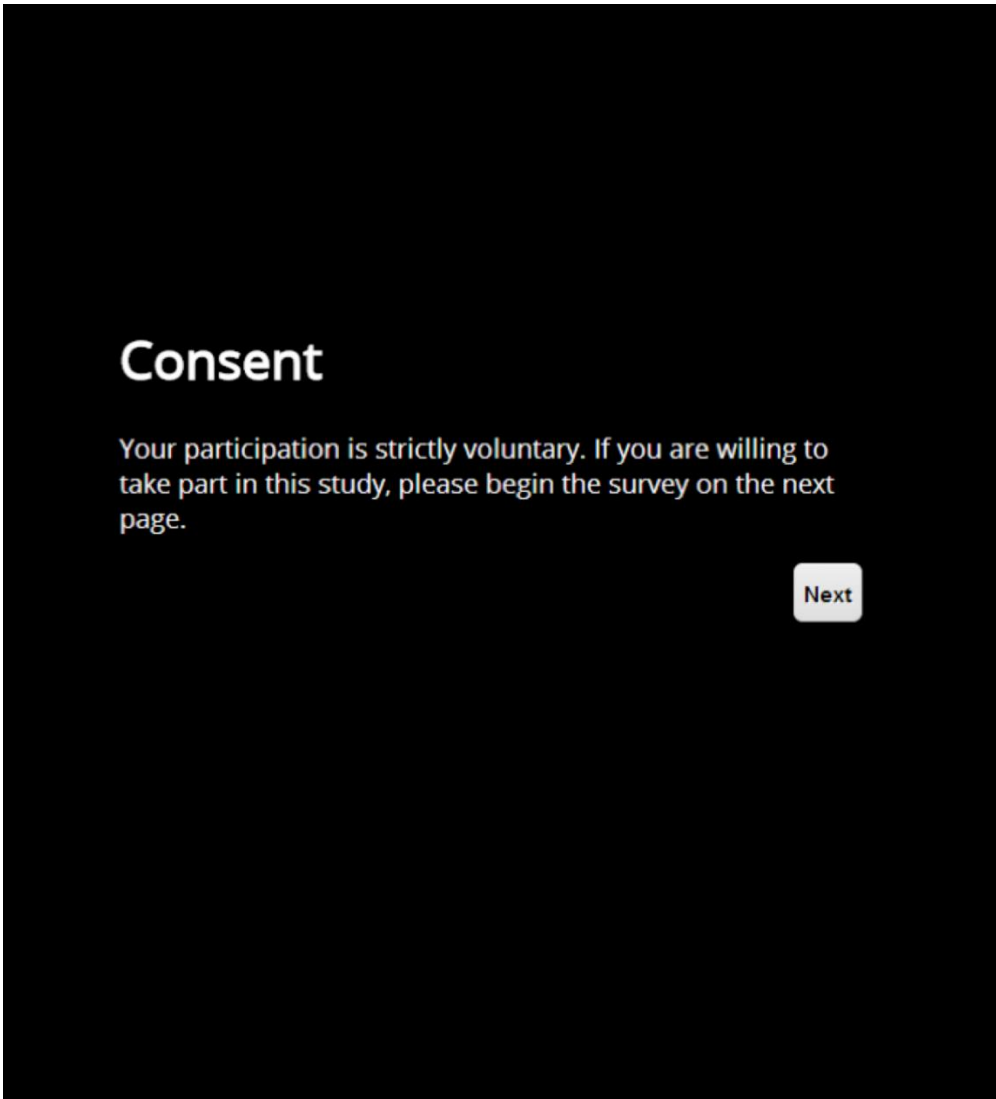 Consent
Your participation is strictly voluntary. If you are willing to
take part in this study, please begin the survey on the next
page.
Next